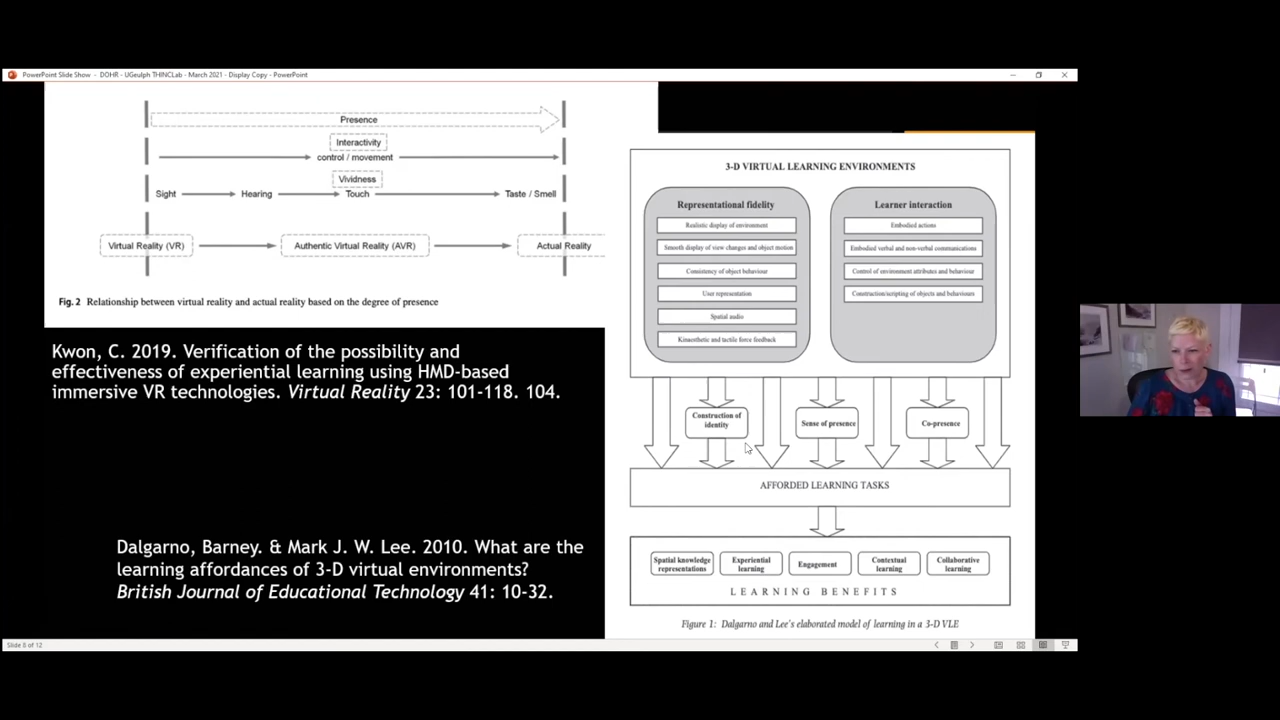 PowerPoint Slide Show - DOHR - UGeulph THINCLab - March 2021 - Display Copy - PowerPoint
Presence
Interactivity
control / movement
Vividness
Sight Hearing Touch Taste / Smell
Virtual Reality (VR) Authentic Virtual Reality (AVR) Actual Reality
Fig. 2 Relationship between virtual reality and actual reality based on the degree of presence
Kwon, C. 2019. Verification of the possibility and
effectiveness of experiential learning using HMD-based
immersive VR technologies. Virtual Reality 23: 101-118. 104.
Dalgarno, Barney. & Mark J. W. Lee. 2010. What are the
learning affordances of 3-D virtual environments?
British Journal of Educational Technology 41: 10-32.
3-D VIRTUAL LEARNING ENVIRONMENTS
Representational fidelity
Realistic display of environment
Smooth display of view changes and object motion
Consistency of object behaviour
User representation
Spatial audio
Kinaesthetic and tactile force feedback
Learner interaction
Embodied actions
Embodied verbal and non-verbal communications
Control of environment attributes and behaviour
Construction/scripting of objects and behaviours
Construction of
identity
Sense of presence
Co-presence
AFFORDED LEARNING TASKS
Spatial knowledge
representations
Experiential
learning
Engagement
Contextual
learning
Collaborative
learning
LEARNING BENEFITS
Figure 1: Dalgarno and Lee's elaborated model of learning in a 3-D VLE
Slide 8 of 12